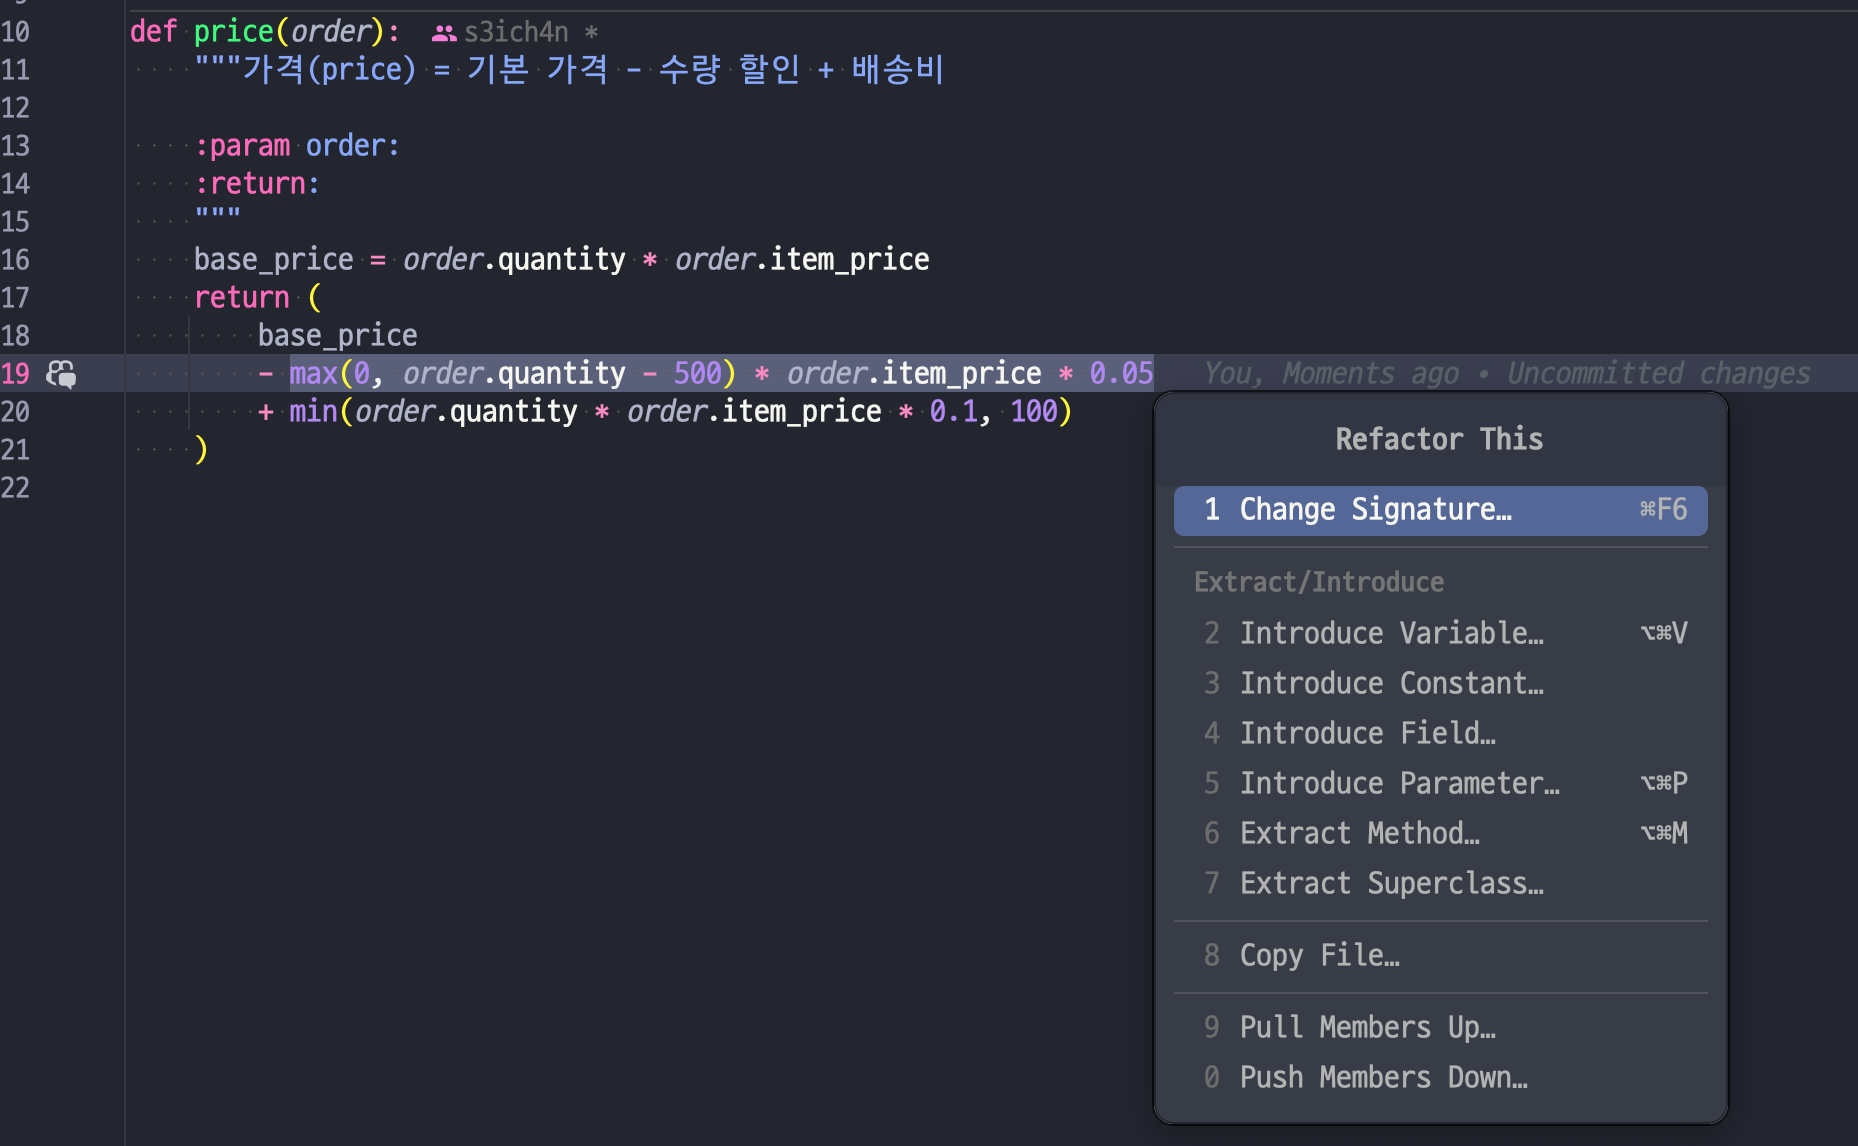 10 def price(order): s3ich4n *
11 """가격(price) = 기본 가격 - 수량 할인 + 배송비
12
13 :param order:
14 :return:
15 """
16 base_price = order.quantity * order.item_price
17 return (
18 base_price
19 - max(0, order.quantity - 500) * order.item_price * 0.05 You, Moments ago • Uncommitted changes
20 + min(order.quantity * order.item_price * 0.1, 100)
21 )
22
Refactor This
1 Change Signature… ⌘F6
Extract/Introduce
2 Introduce Variable… ⌥⌘V
3 Introduce Constant…
4 Introduce Field…
5 Introduce Parameter… ⌥⌘P
6 Extract Method… ⌥⌘M
7 Extract Superclass…
8 Copy File…
9 Pull Members Up…
0 Push Members Down…